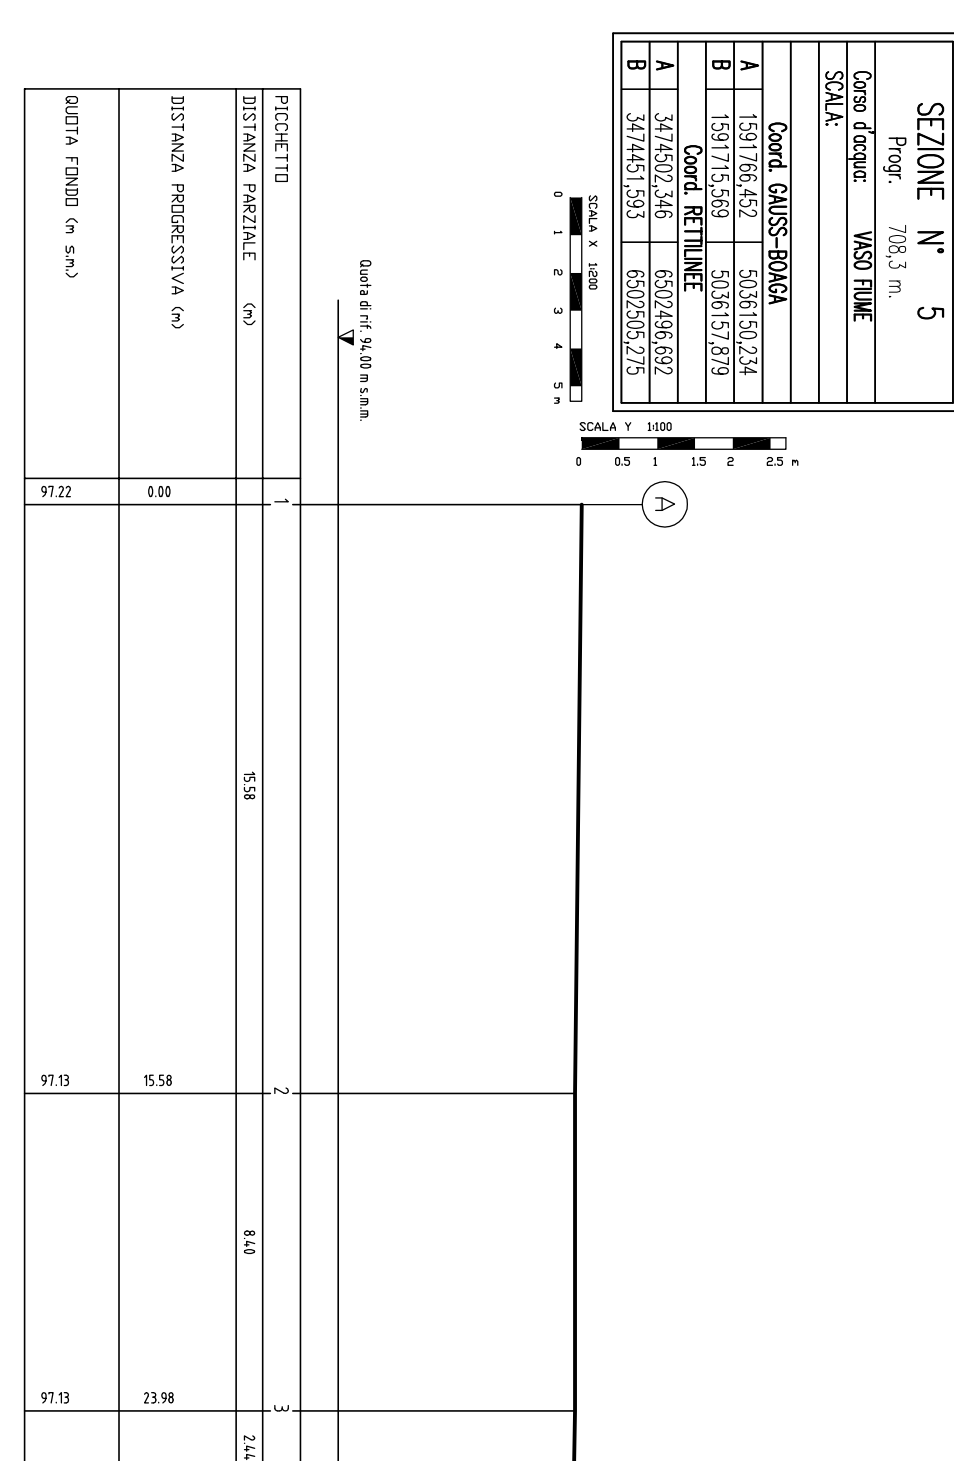 SEZIONE N° 5
Progr. 708,3 m.
Corso d'acqua: VASO FIUME
SCALA:
Coord. GAUSS-BOAGA
A 1591766,452 5036150,234
B 1591715,569 5036157,879
Coord. RETTILINEE
A 3474502,346 6502496,692
B 3474451,593 6502505,275
SCALA X 1:200
0 1 2 3 4 5 m
SCALA Y 1:100
0 0.5 1 1.5 2 2.5 m
A
Quota di rif. 94.00 m s.m.m.
PICCHETTO 1 2 3
DISTANZA PARZIALE (m) 15.58 8.40 2.44
DISTANZA PROGRESSIVA (m) 0.00 15.58 23.98
QUOTA FONDO (m s.m.) 97.22 97.13 97.13